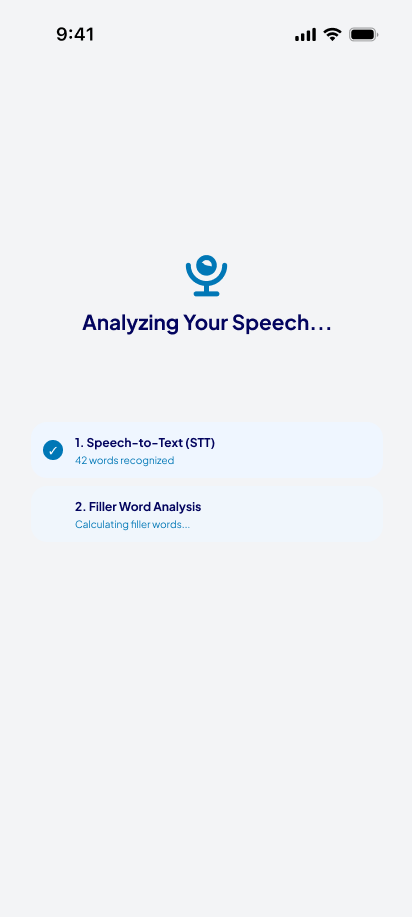 9:41
Analyzing Your Speech...
✓ 1. Speech-to-Text (STT)
42 words recognized
2. Filler Word Analysis
Calculating filler words...